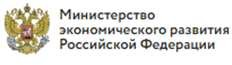 Министерство
экономического развития
Российской Федерации